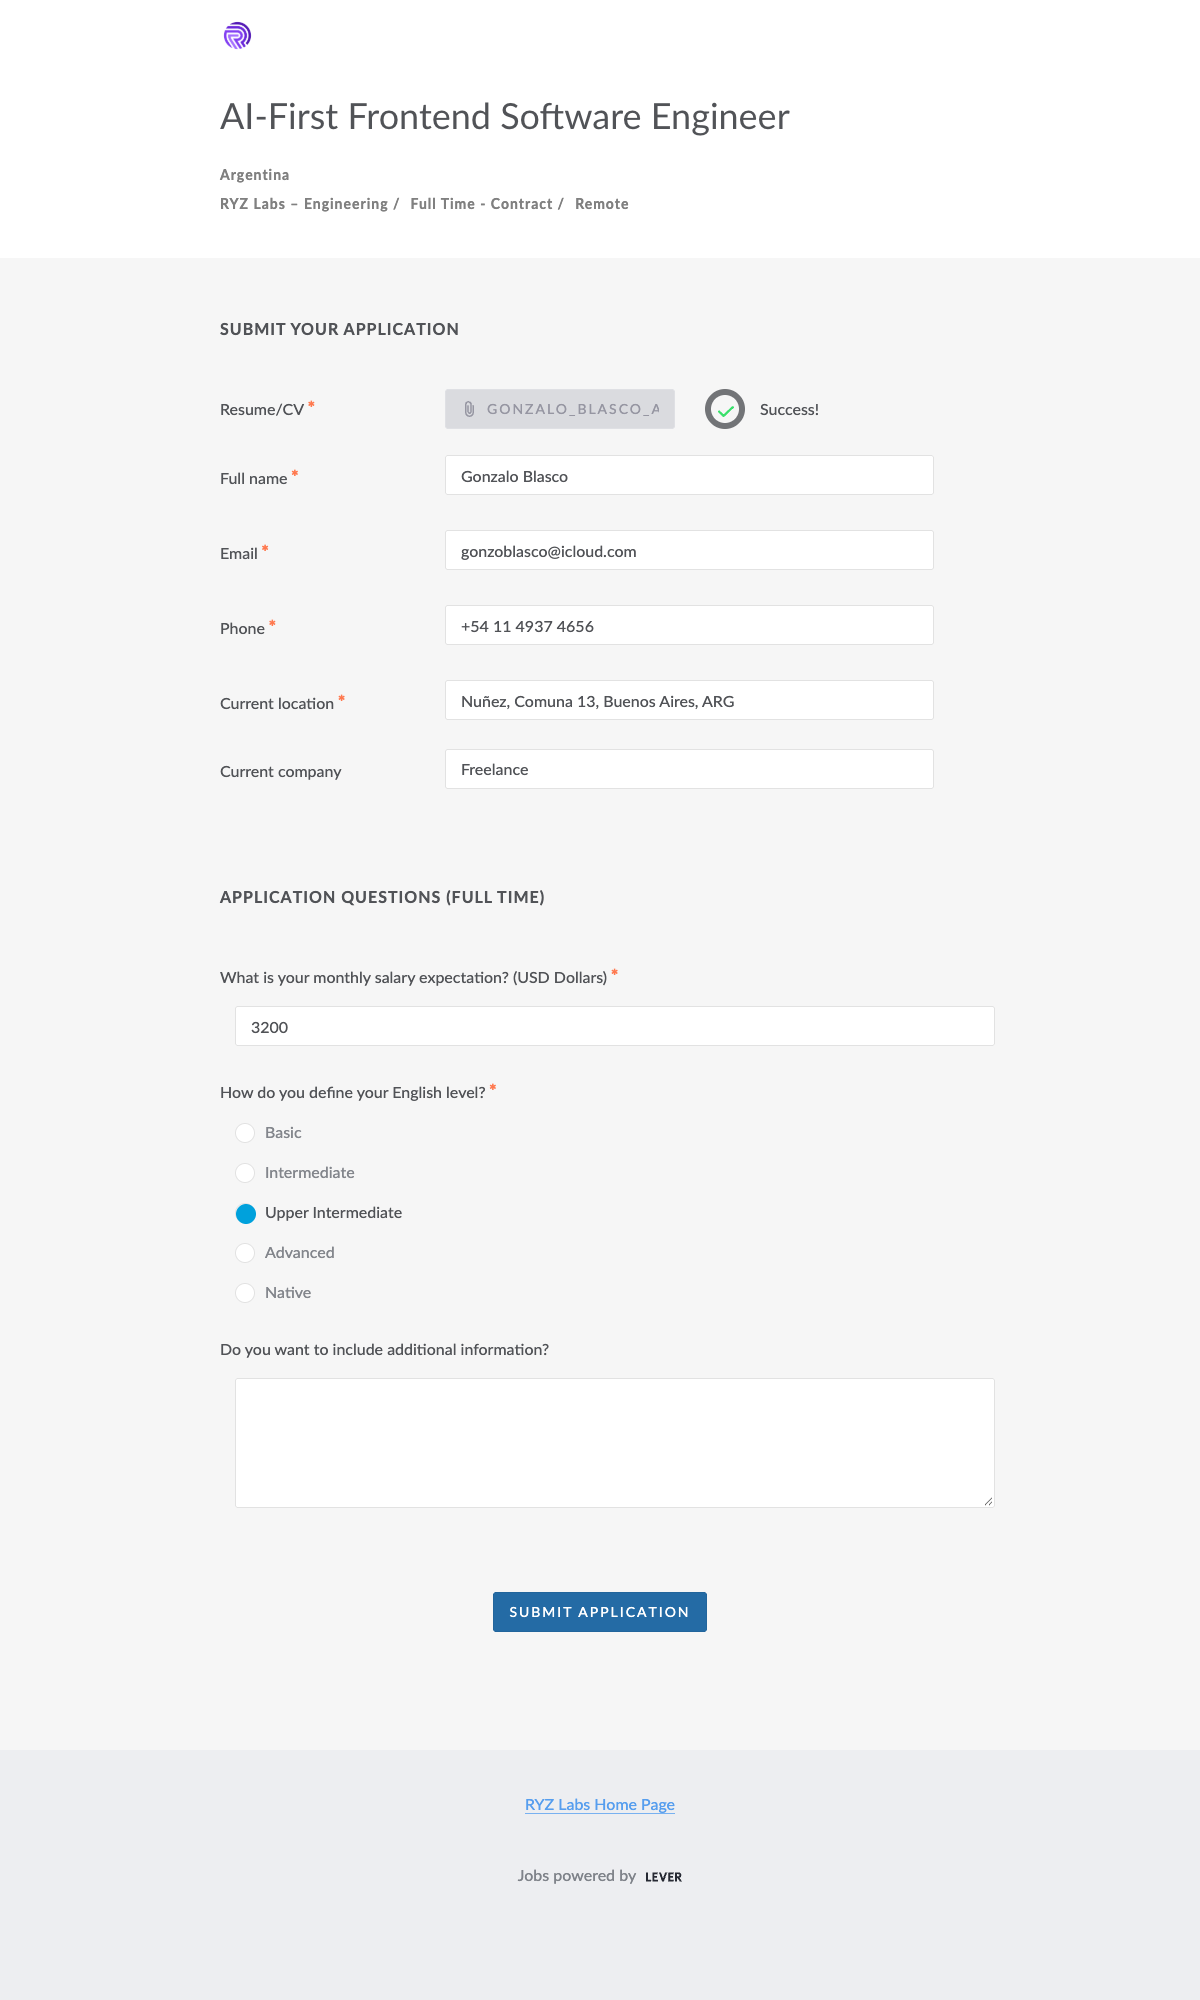 AI-First Frontend Software Engineer
Argentina
RYZ Labs – Engineering / Full Time - Contract / Remote
SUBMIT YOUR APPLICATION
Resume/CV * GONZALO_BLASCO_A Success!
Full name * Gonzalo Blasco
Email * gonzoblasco@icloud.com
Phone * +54 11 4937 4656
Current location * Nuñez, Comuna 13, Buenos Aires, ARG
Current company Freelance
APPLICATION QUESTIONS (FULL TIME)
What is your monthly salary expectation? (USD Dollars) *
3200
How do you define your English level? *
Basic
Intermediate
Upper Intermediate
Advanced
Native
Do you want to include additional information?
SUBMIT APPLICATION
RYZ Labs Home Page
Jobs powered by LEVER